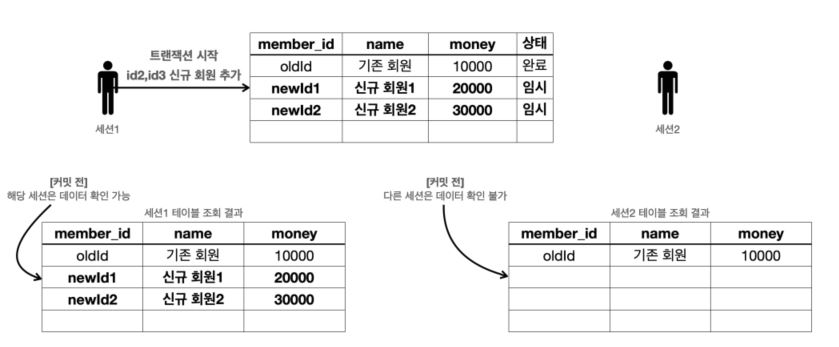 트랜잭션 시작
id2,id3 신규 회원 추가
member_id name money 상태
oldId 기존 회원 10000 완료
newId1 신규 회원1 20000 임시
newId2 신규 회원2 30000 임시
세션1
세션2
[커밋 전]
해당 세션은 데이터 확인 가능
세션1 테이블 조회 결과
member_id name money
oldId 기존 회원 10000
newId1 신규 회원1 20000
newId2 신규 회원2 30000
[커밋 전]
다른 세션은 데이터 확인 불가
세션2 테이블 조회 결과
member_id name money
oldId 기존 회원 10000